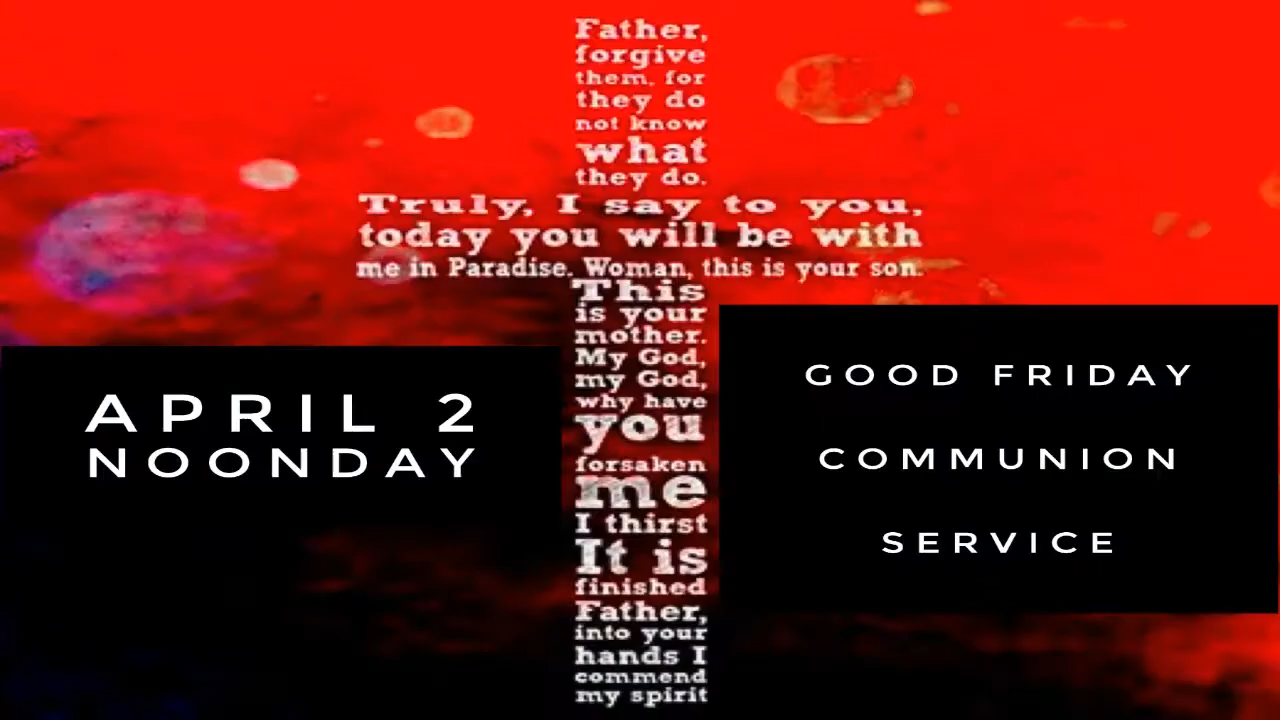 Father,
forgive
them, for
they do
not know
what
they do.
Truly, I say to you,
today you will be with
me in Paradise. Woman, this is your son.
This
is your
mother.
My God,
my God,
why have
you
forsaken
me
I thirst
It is
finished
Father,
into your
hands I
commend
my spirit
APRIL 2
NOONDAY
GOOD FRIDAY
COMMUNION
SERVICE